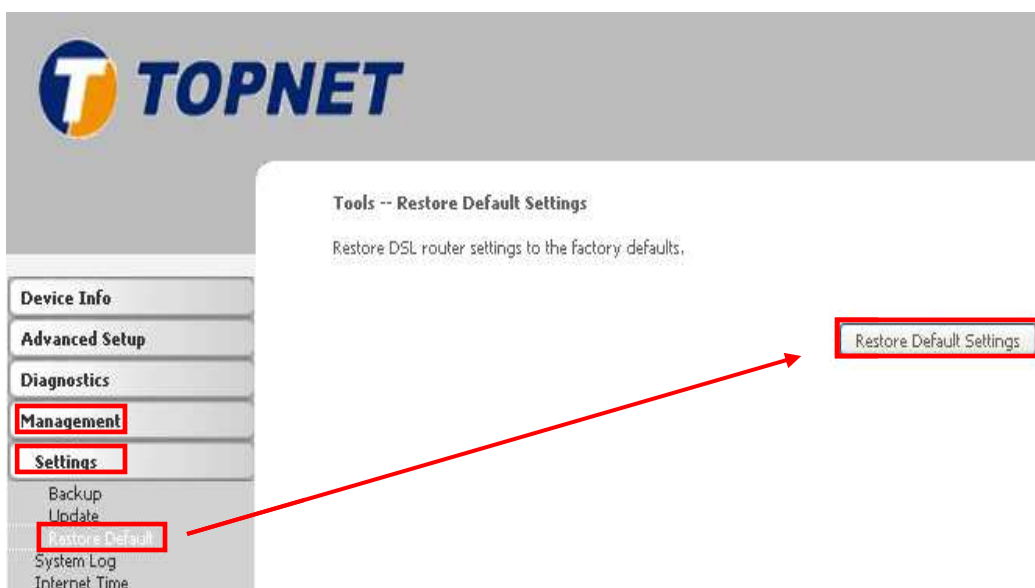 TOPNET
Tools -- Restore Default Settings
Restore DSL router settings to the factory defaults.
Device Info
Advanced Setup
Diagnostics
Management
Settings
Backup
Update
Restore Default
System Log
Internet Time
Restore Default Settings